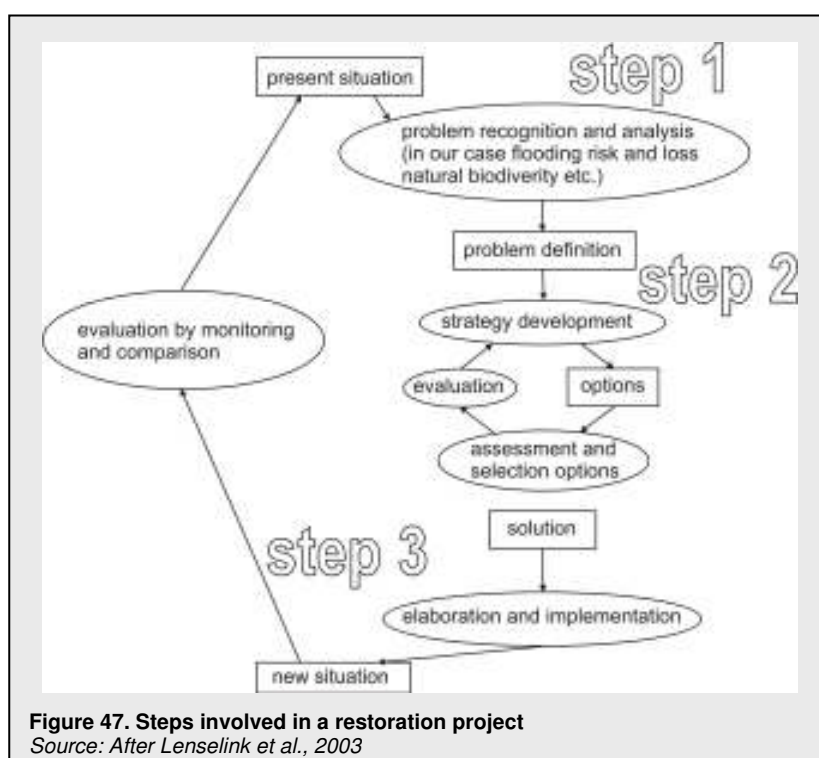 step 1
present situation
problem recognition and analysis
(in our case flooding risk and loss
natural biodiverity etc.)
problem definition
step 2
strategy development
evaluation by monitoring
and comparison
evaluation
options
assessment and
selection options
solution
step 3
elaboration and implementation
new situation
Figure 47. Steps involved in a restoration project
Source: After Lenselink et al., 2003